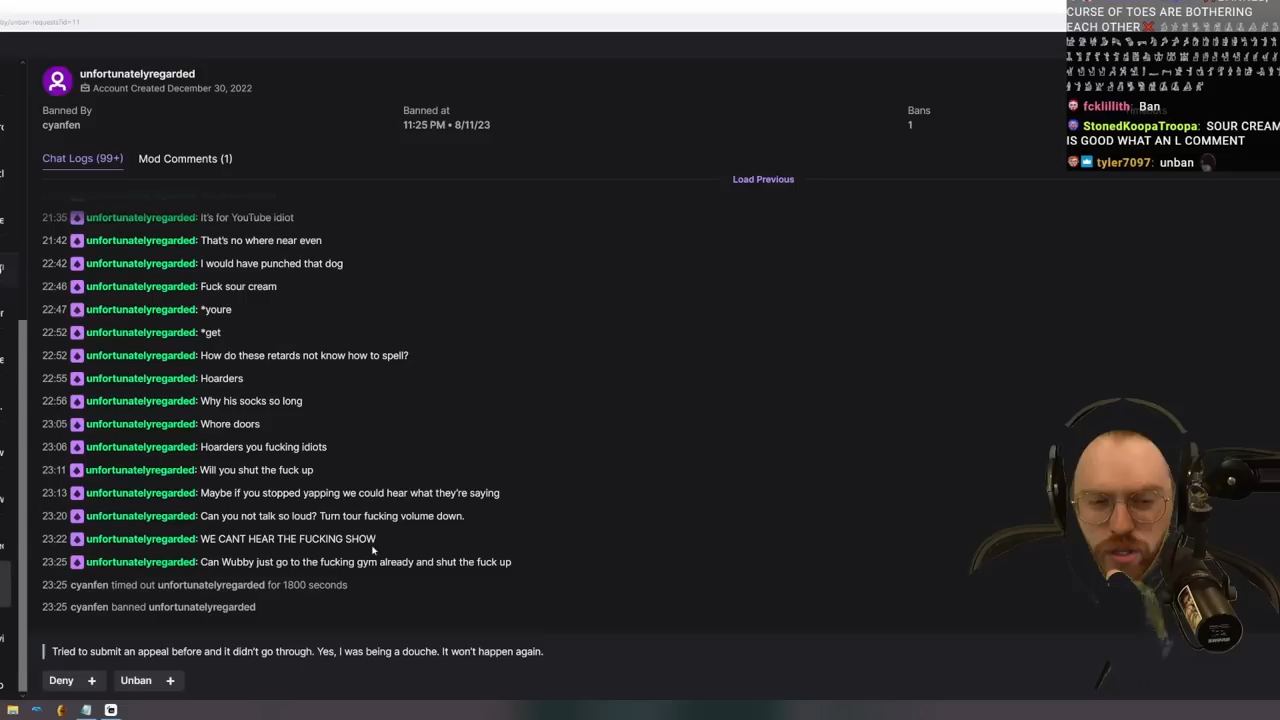 by/unban-requests?id=11
unfortunatelyregarded
Account Created December 30, 2022
Banned By
cyanfen
Banned at
11:25 PM • 8/11/23
Bans
1
Chat Logs (99+)
Mod Comments (1)
Load Previous
21:35 unfortunatelyregarded: It's for YouTube idiot
21:42 unfortunatelyregarded: That's no where near even
22:42 unfortunatelyregarded: I would have punched that dog
22:46 unfortunatelyregarded: Fuck sour cream
22:47 unfortunatelyregarded: *youre
22:52 unfortunatelyregarded: *get
22:52 unfortunatelyregarded: How do these retards not know how to spell?
22:55 unfortunatelyregarded: Hoarders
22:56 unfortunatelyregarded: Why his socks so long
23:05 unfortunatelyregarded: Whore doors
23:06 unfortunatelyregarded: Hoarders you fucking idiots
23:11 unfortunatelyregarded: Will you shut the fuck up
23:13 unfortunatelyregarded: Maybe if you stopped yapping we could hear what they're saying
23:20 unfortunatelyregarded: Can you not talk so loud? Turn tour fucking volume down.
23:22 unfortunatelyregarded: WE CANT HEAR THE FUCKING SHOW
23:25 unfortunatelyregarded: Can Wubby just go to the fucking gym already and shut the fuck up
23:25 cyanfen timed out unfortunatelyregarded for 1800 seconds
23:25 cyanfen banned unfortunatelyregarded
Tried to submit an appeal before and it didn't go through. Yes, I was being a douche. It won't happen again.
Deny +
Unban +
CURSE OF TOES ARE BOTHERING
EACH OTHER
fcklillith: Ban
StonedKoopaTroopa: SOUR CREAM
IS GOOD WHAT AN L COMMENT
tyler7097: unban
SHURE